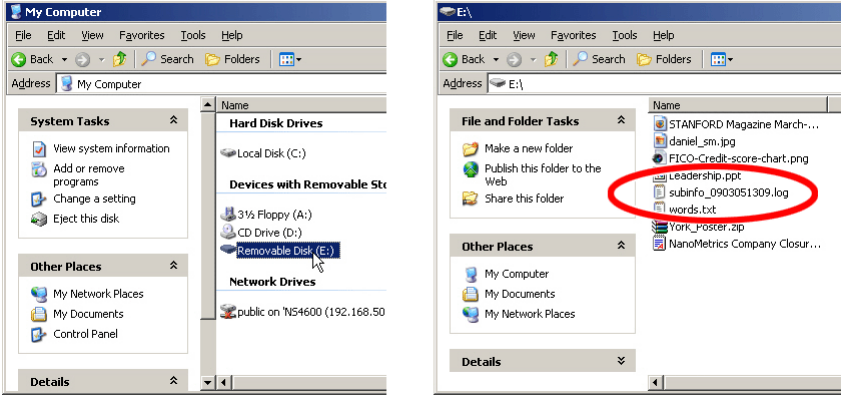 My Computer
File Edit View Favorites Tools Help
Back Search Folders
Address My Computer
System Tasks
View system information
Add or remove
programs
Change a setting
Eject this disk
Other Places
My Network Places
My Documents
Control Panel
Details
Name
Hard Disk Drives
Local Disk (C:)
Devices with Removable Sto
3½ Floppy (A:)
CD Drive (D:)
Removable Disk (E:)
Network Drives
public on 'NS4600 (192.168.50
E:\
File Edit View Favorites Tools Help
Back Search Folders
Address E:\
File and Folder Tasks
Make a new folder
Publish this folder to the
Web
Share this folder
Other Places
My Computer
My Documents
My Network Places
Details
Name
STANFORD Magazine March-...
daniel_sm.jpg
FICO-Credit-score-chart.png
Leadership.ppt
subinfo_0903051309.log
words.txt
York_Poster.zip
NanoMetrics Company Closur...